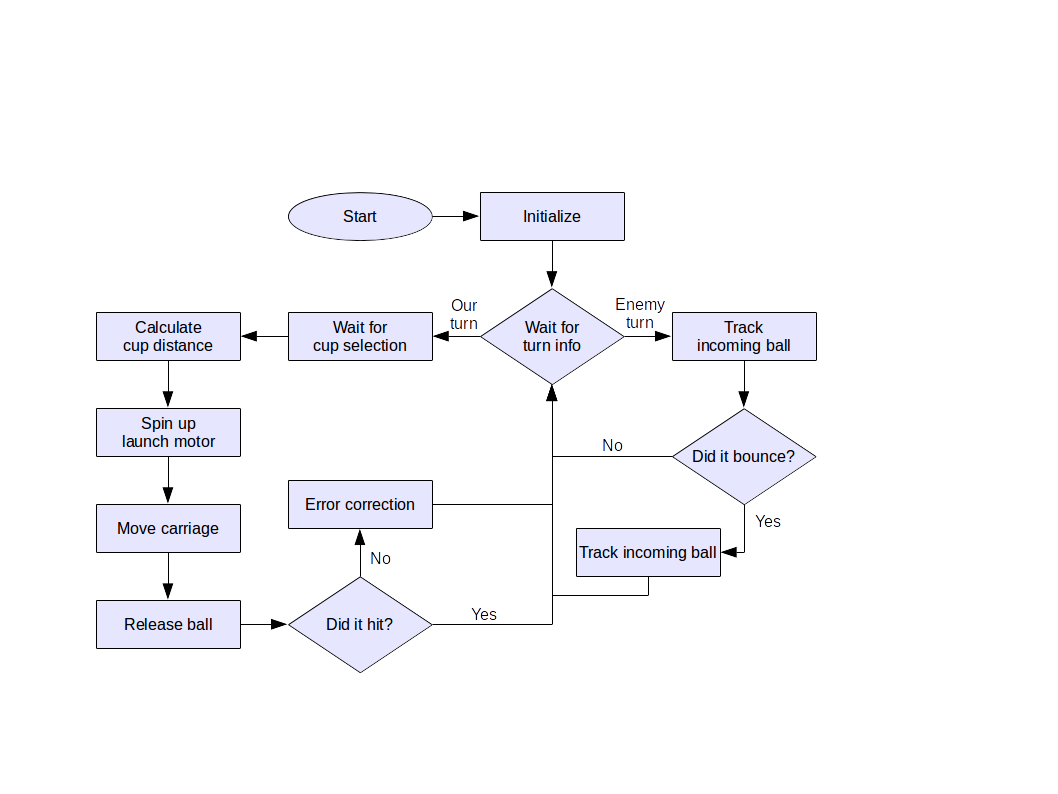 Start
Initialize
Our
turn
Enemy
turn
Calculate
cup distance
Wait for
cup selection
Wait for
turn info
Track
incoming ball
Spin up
launch motor
No
Did it bounce?
Error correction
Yes
Move carriage
Track incoming ball
No
Release ball
Did it hit?
Yes